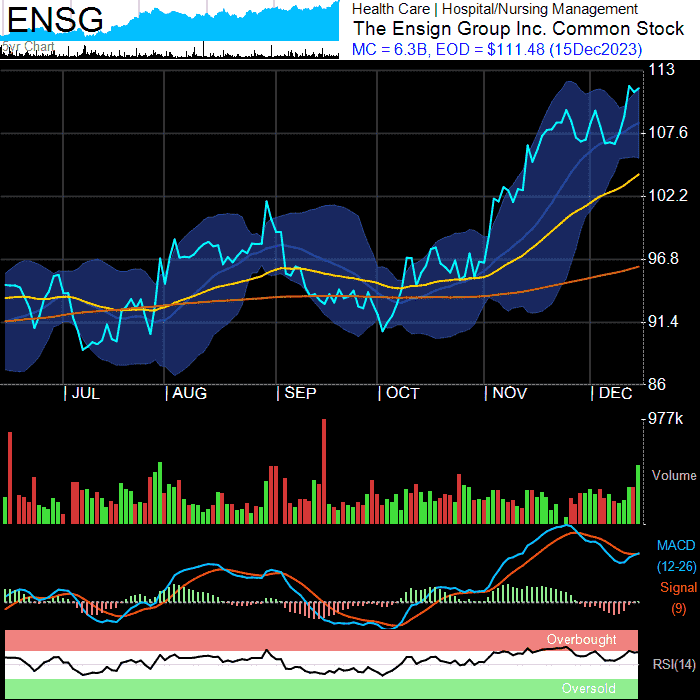 ENSG
5yr Chart
Health Care | Hospital/Nursing Management
The Ensign Group Inc. Common Stock
MC = 6.3B, EOD = $111.48 (15Dec2023)
113
107.6
102.2
96.8
91.4
86
JUL
AUG
SEP
OCT
NOV
DEC
977k
Volume
MACD
(12-26)
Signal
(9)
Overbought
RSI(14)
Oversold